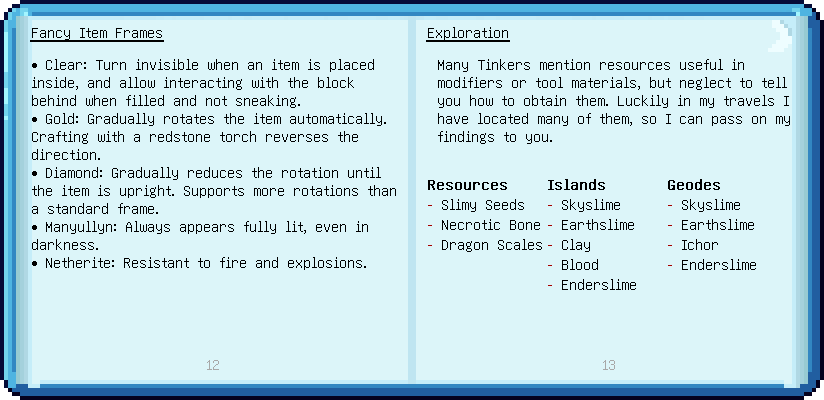 Fancy Item Frames
• Clear: Turn invisible when an item is placed
inside, and allow interacting with the block
behind when filled and not sneaking.
• Gold: Gradually rotates the item automatically.
Crafting with a redstone torch reverses the
direction.
• Diamond: Gradually reduces the rotation until
the item is upright. Supports more rotations than
a standard frame.
• Manyullyn: Always appears fully lit, even in
darkness.
• Netherite: Resistant to fire and explosions.
12
Exploration
Many Tinkers mention resources useful in
modifiers or tool materials, but neglect to tell
you how to obtain them. Luckily in my travels I
have located many of them, so I can pass on my
findings to you.
Resources
- Slimy Seeds
- Necrotic Bone
- Dragon Scales
Islands
- Skyslime
- Earthslime
- Clay
- Blood
- Enderslime
Geodes
- Skyslime
- Earthslime
- Ichor
- Enderslime
13